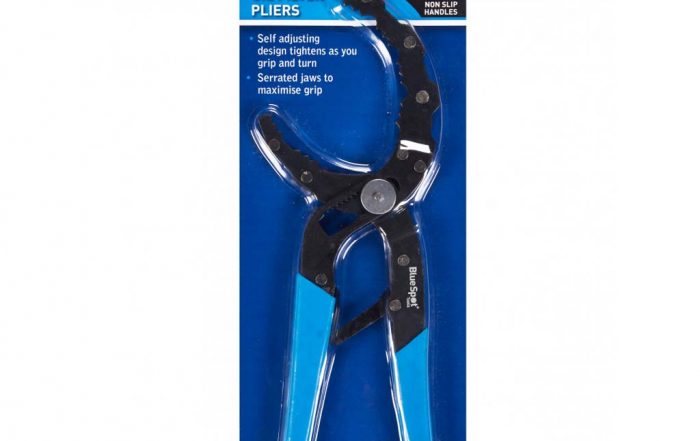 PLIERS
NON SLIP
HANDLES
• Self adjusting
design tightens as you
grip and turn
• Serrated jaws to
maximise grip
BlueSpot